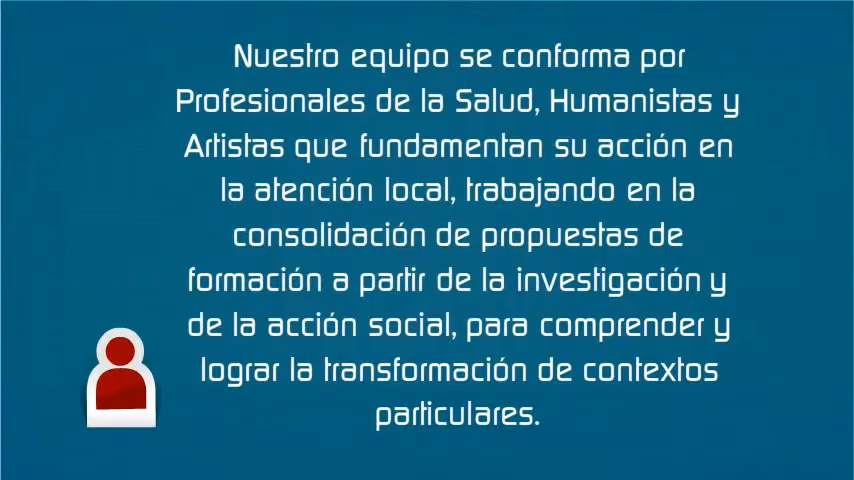 Nuestro equipo se conforma por
Profesionales de la Salud, Humanistas y
Artistas que fundamentan su acción en
la atención local, trabajando en la
consolidación de propuestas de
formación a partir de la investigación y
de la acción social, para comprender y
lograr la transformación de contextos
particulares.